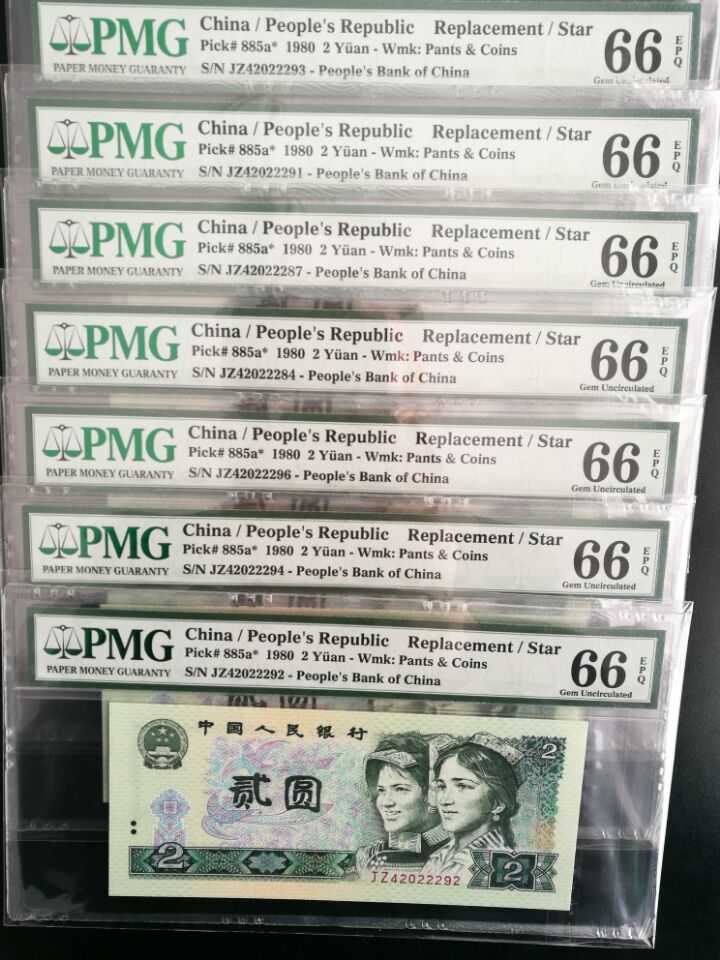 PMG
PAPER MONEY GUARANTY
China / People's Republic Replacement / Star
Pick# 885a* 1980 2 Yüan - Wmk: Pants & Coins
S/N JZ42022293 - People's Bank of China
66 EPQ
Gem Uncirculated
PMG
PAPER MONEY GUARANTY
China / People's Republic Replacement / Star
Pick# 885a* 1980 2 Yüan - Wmk: Pants & Coins
S/N JZ42022291 - People's Bank of China
66 EPQ
Gem Uncirculated
PMG
PAPER MONEY GUARANTY
China / People's Republic Replacement / Star
Pick# 885a* 1980 2 Yüan - Wmk: Pants & Coins
S/N JZ42022287 - People's Bank of China
66 EPQ
Gem Uncirculated
PMG
PAPER MONEY GUARANTY
China / People's Republic Replacement / Star
Pick# 885a* 1980 2 Yüan - Wmk: Pants & Coins
S/N JZ42022284 - People's Bank of China
66 EPQ
Gem Uncirculated
PMG
PAPER MONEY GUARANTY
China / People's Republic Replacement / Star
Pick# 885a* 1980 2 Yüan - Wmk: Pants & Coins
S/N JZ42022296 - People's Bank of China
66 EPQ
Gem Uncirculated
PMG
PAPER MONEY GUARANTY
China / People's Republic Replacement / Star
Pick# 885a* 1980 2 Yüan - Wmk: Pants & Coins
S/N JZ42022294 - People's Bank of China
66 EPQ
Gem Uncirculated
PMG
PAPER MONEY GUARANTY
China / People's Republic Replacement / Star
Pick# 885a* 1980 2 Yüan - Wmk: Pants & Coins
S/N JZ42022292 - People's Bank of China
66 EPQ
Gem Uncirculated
中国人民银行
2
贰圆
2
JZ42022292
2